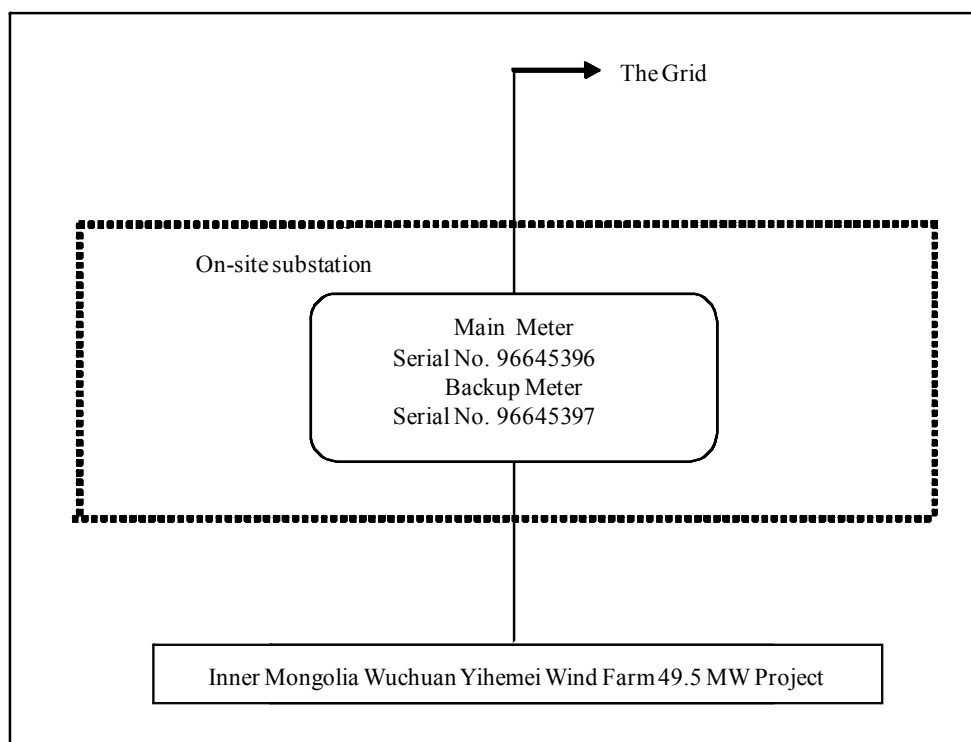 The Grid
On-site substation
Main Meter
Serial No. 96645396
Backup Meter
Serial No. 96645397
Inner Mongolia Wuchuan Yihemei Wind Farm 49.5 MW Project